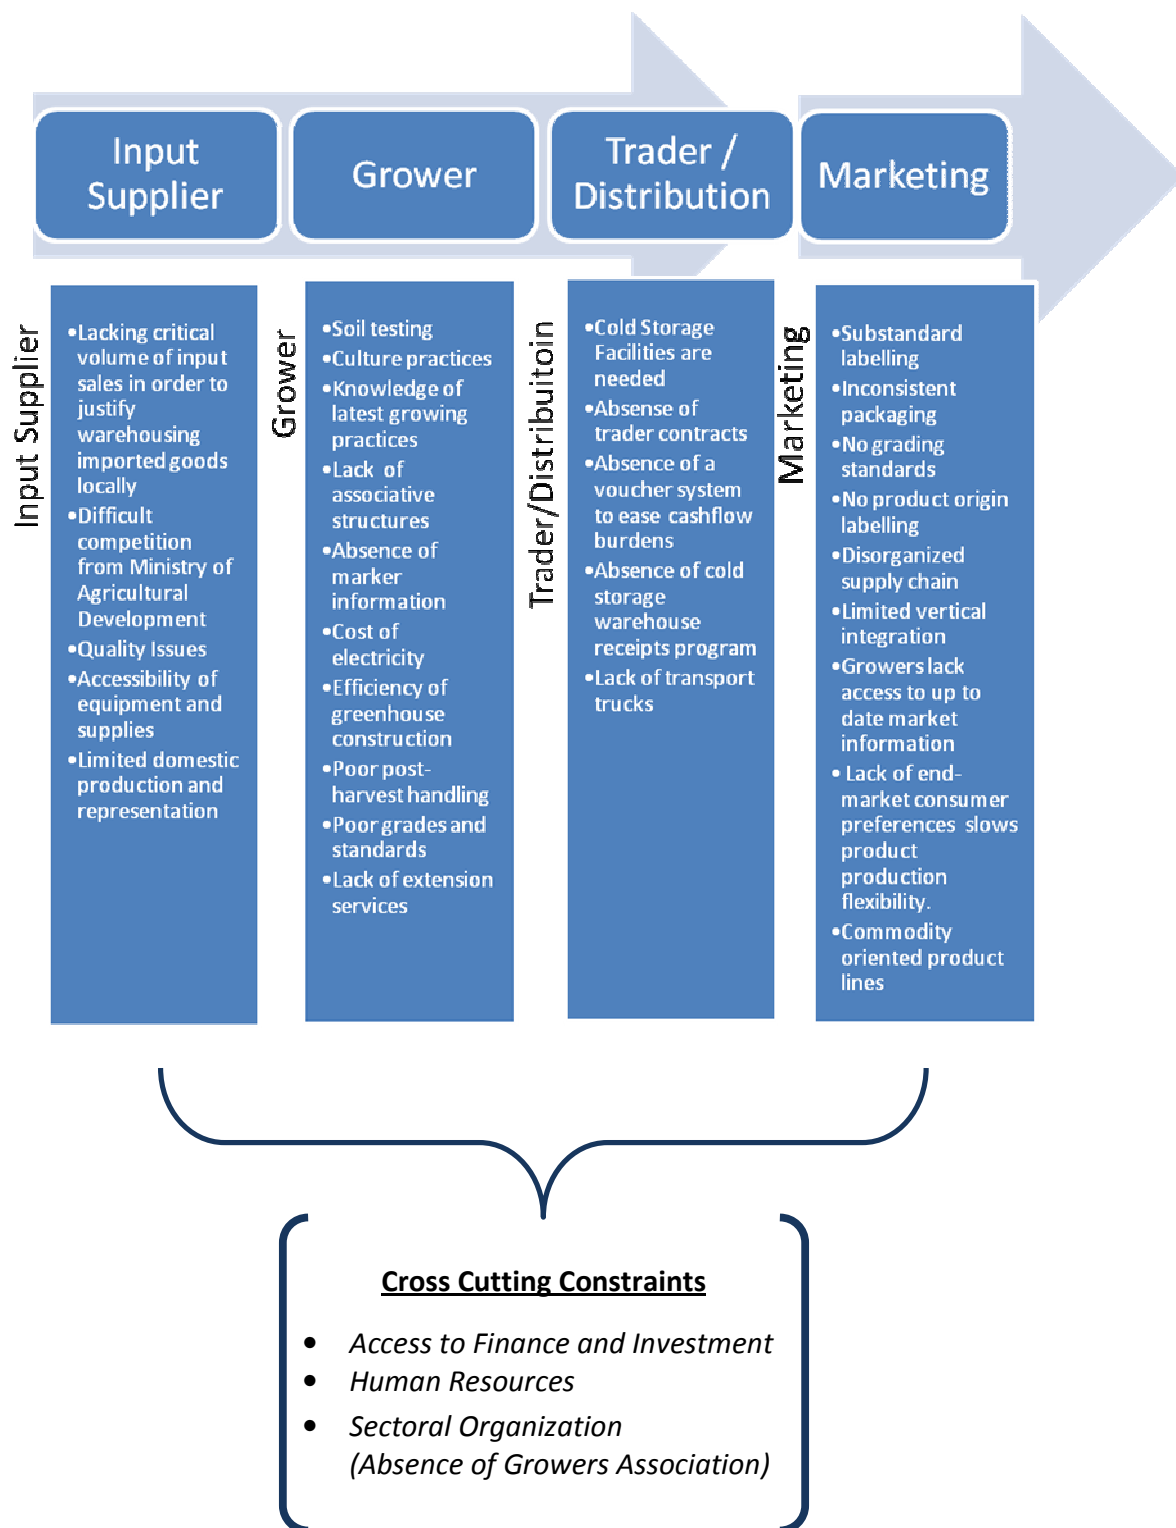 Input
Supplier
Grower
Trader /
Distribution
Marketing
Input Supplier
•Lacking critical
volume of input
sales in order to
justify
warehousing
imported goods
locally
•Difficult
competition
from Ministry of
Agricultural
Development
•Quality Issues
•Accessibility of
equipment and
supplies
•Limited domestic
production and
representation
Grower
•Soil testing
•Culture practices
•Knowledge of
latest growing
practices
•Lack of
associative
structures
•Absence of
marker
information
•Cost of
electricity
•Efficiency of
greenhouse
construction
•Poor post-
harvest handling
•Poor grades and
standards
•Lack of extension
services
Trader/Distribuitoin
•Cold Storage
Facilities are
needed
•Absense of
trader contracts
•Absence of a
voucher system
to ease cashflow
burdens
•Absence of cold
storage
warehouse
receipts program
•Lack of transport
trucks
Marketing
•Substandard
labelling
•Inconsistent
packaging
•No grading
standards
•No product origin
labelling
•Disorganized
supply chain
•Limited vertical
integration
•Growers lack
access to up to
date market
information
• Lack of end-
market consumer
preferences slows
product
production
flexibility.
•Commodity
oriented product
lines
Cross Cutting Constraints
• Access to Finance and Investment
• Human Resources
• Sectoral Organization
(Absence of Growers Association)